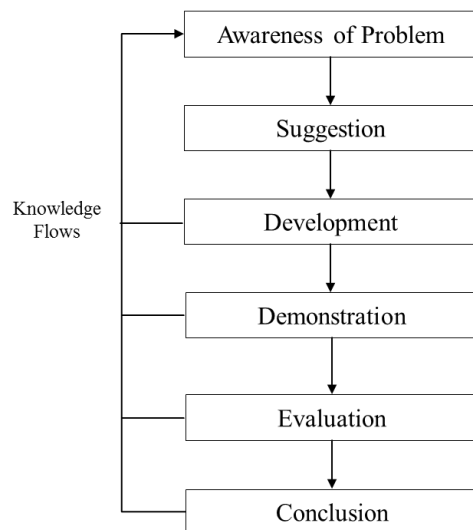 Awareness of Problem
Suggestion
Knowledge
Flows
Development
Demonstration
Evaluation
Conclusion